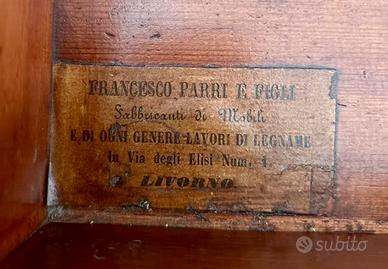 FRANCESCO PARRI E FIGLI
Fabbricanti di Mobili
E DI OGNI GENERE LAVORI DI LEGNAME
In Via degli Elisi Num. 1
LIVORNO
subito